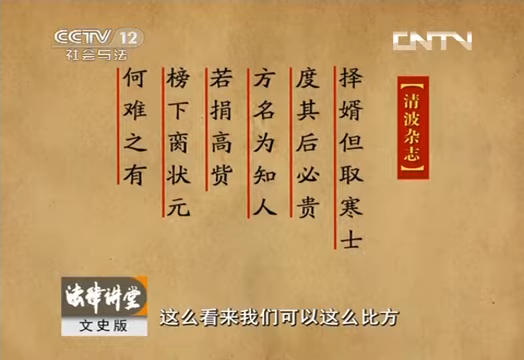 CCTV 12
社会与法
CNTV
【清波杂志】
择婿但取寒士
度其后必贵
方名为知人
若捐高赀
榜下脔状元
何难之有
法律讲堂
文史版
这么看来我们可以这么比方